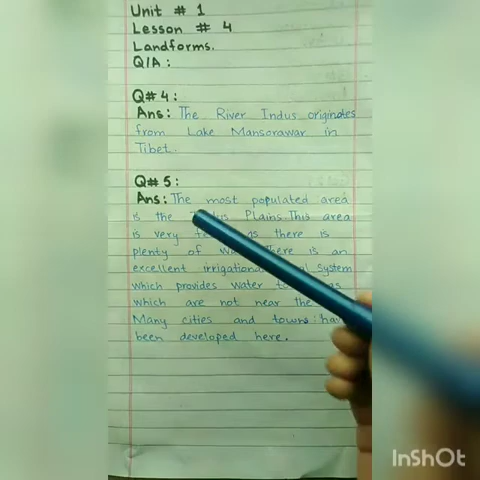 Unit # 1
Lesson # 4
Landforms.
Q/A:
Q# 4:
Ans: The River Indus originates
from Lake Mansorawar in
Tibet.
Q# 5:
Ans: The most populated area
is the Plains. This area
is very there is
plenty of There is an
excellent irrigational System
which provides water to
which are not near the
Many cities and towns have
been developed here.
InShOt